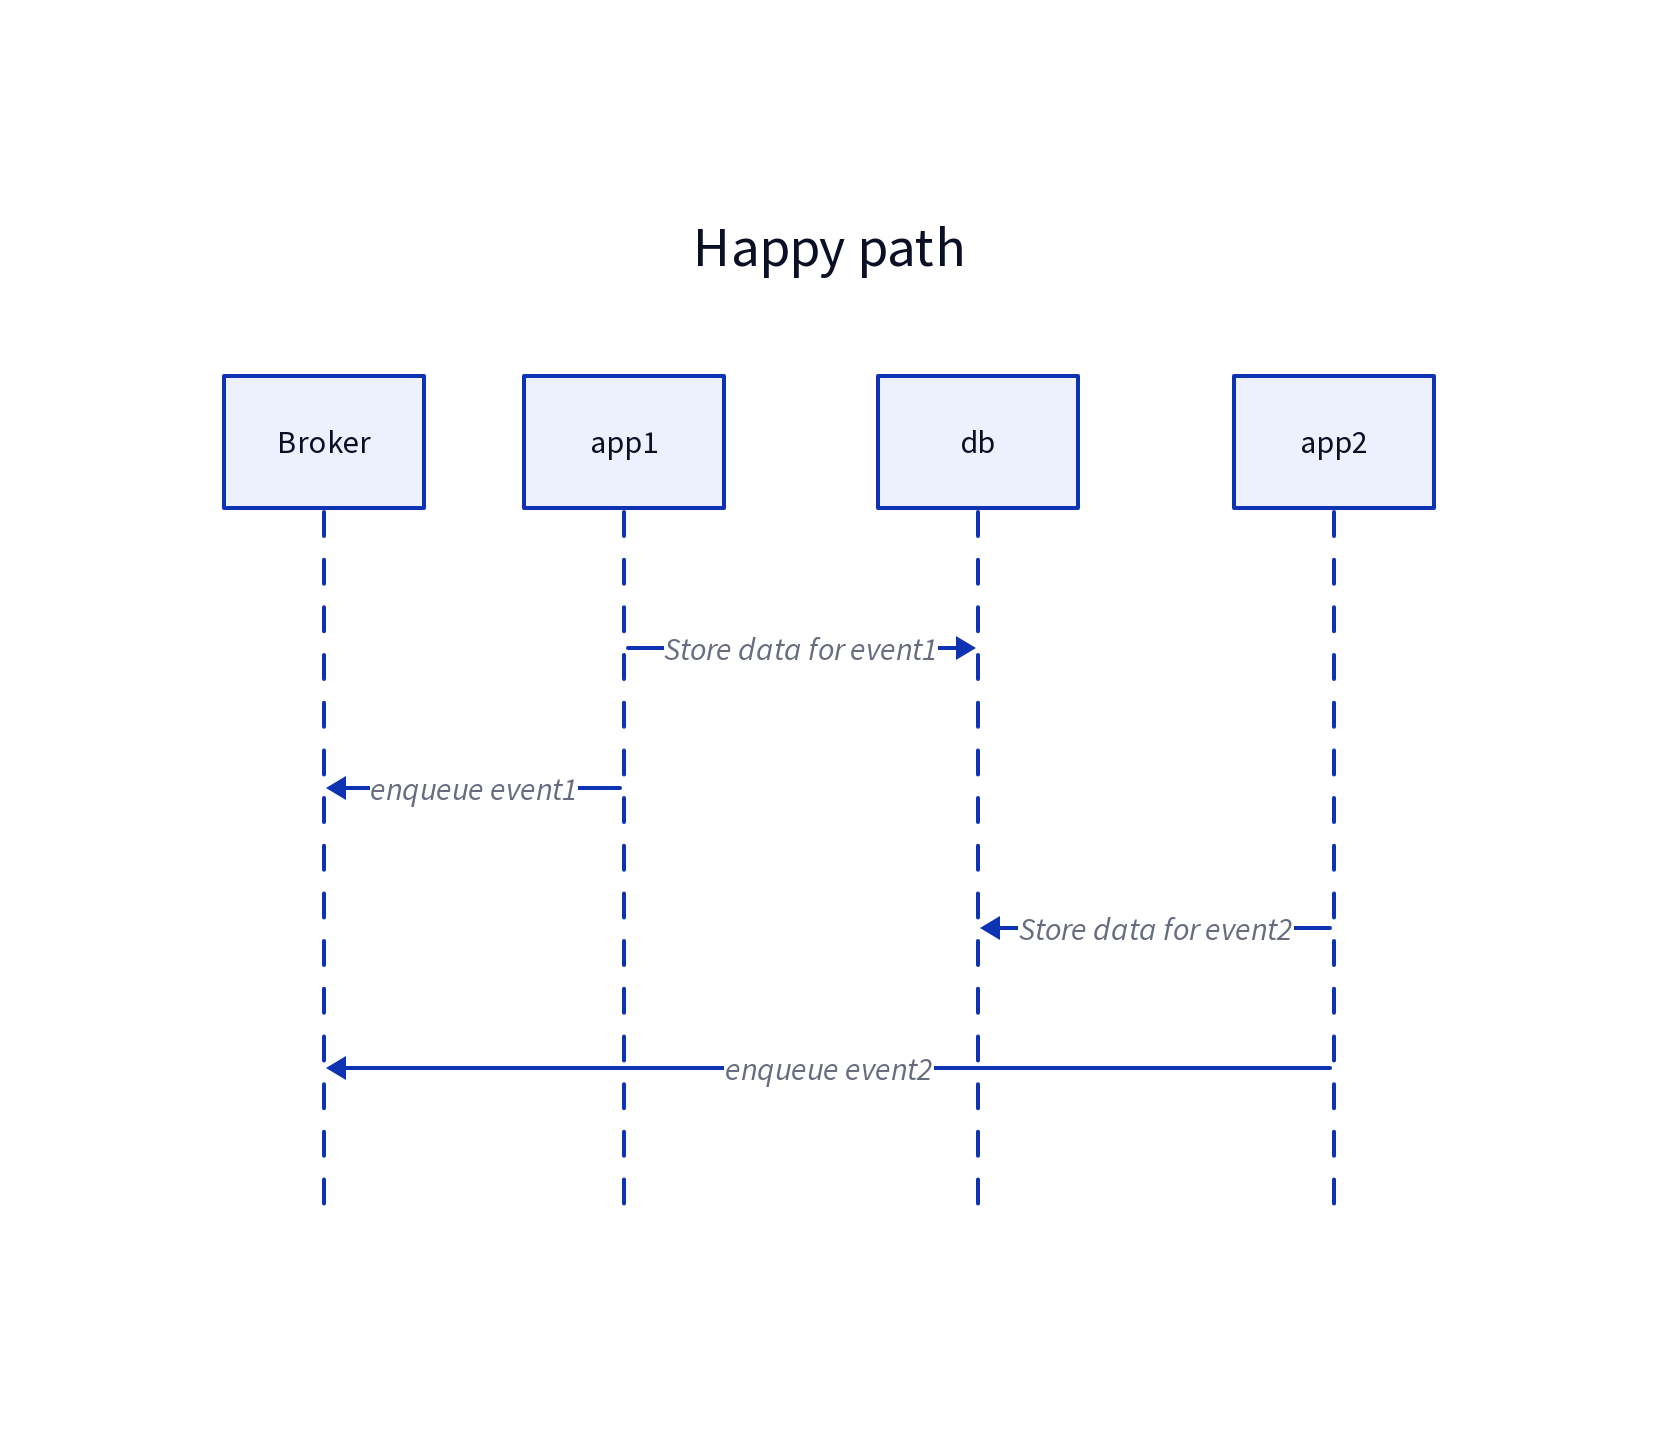 Happy path
Broker
app1
db
app2
Store data for event1
enqueue event1
Store data for event2
enqueue event2